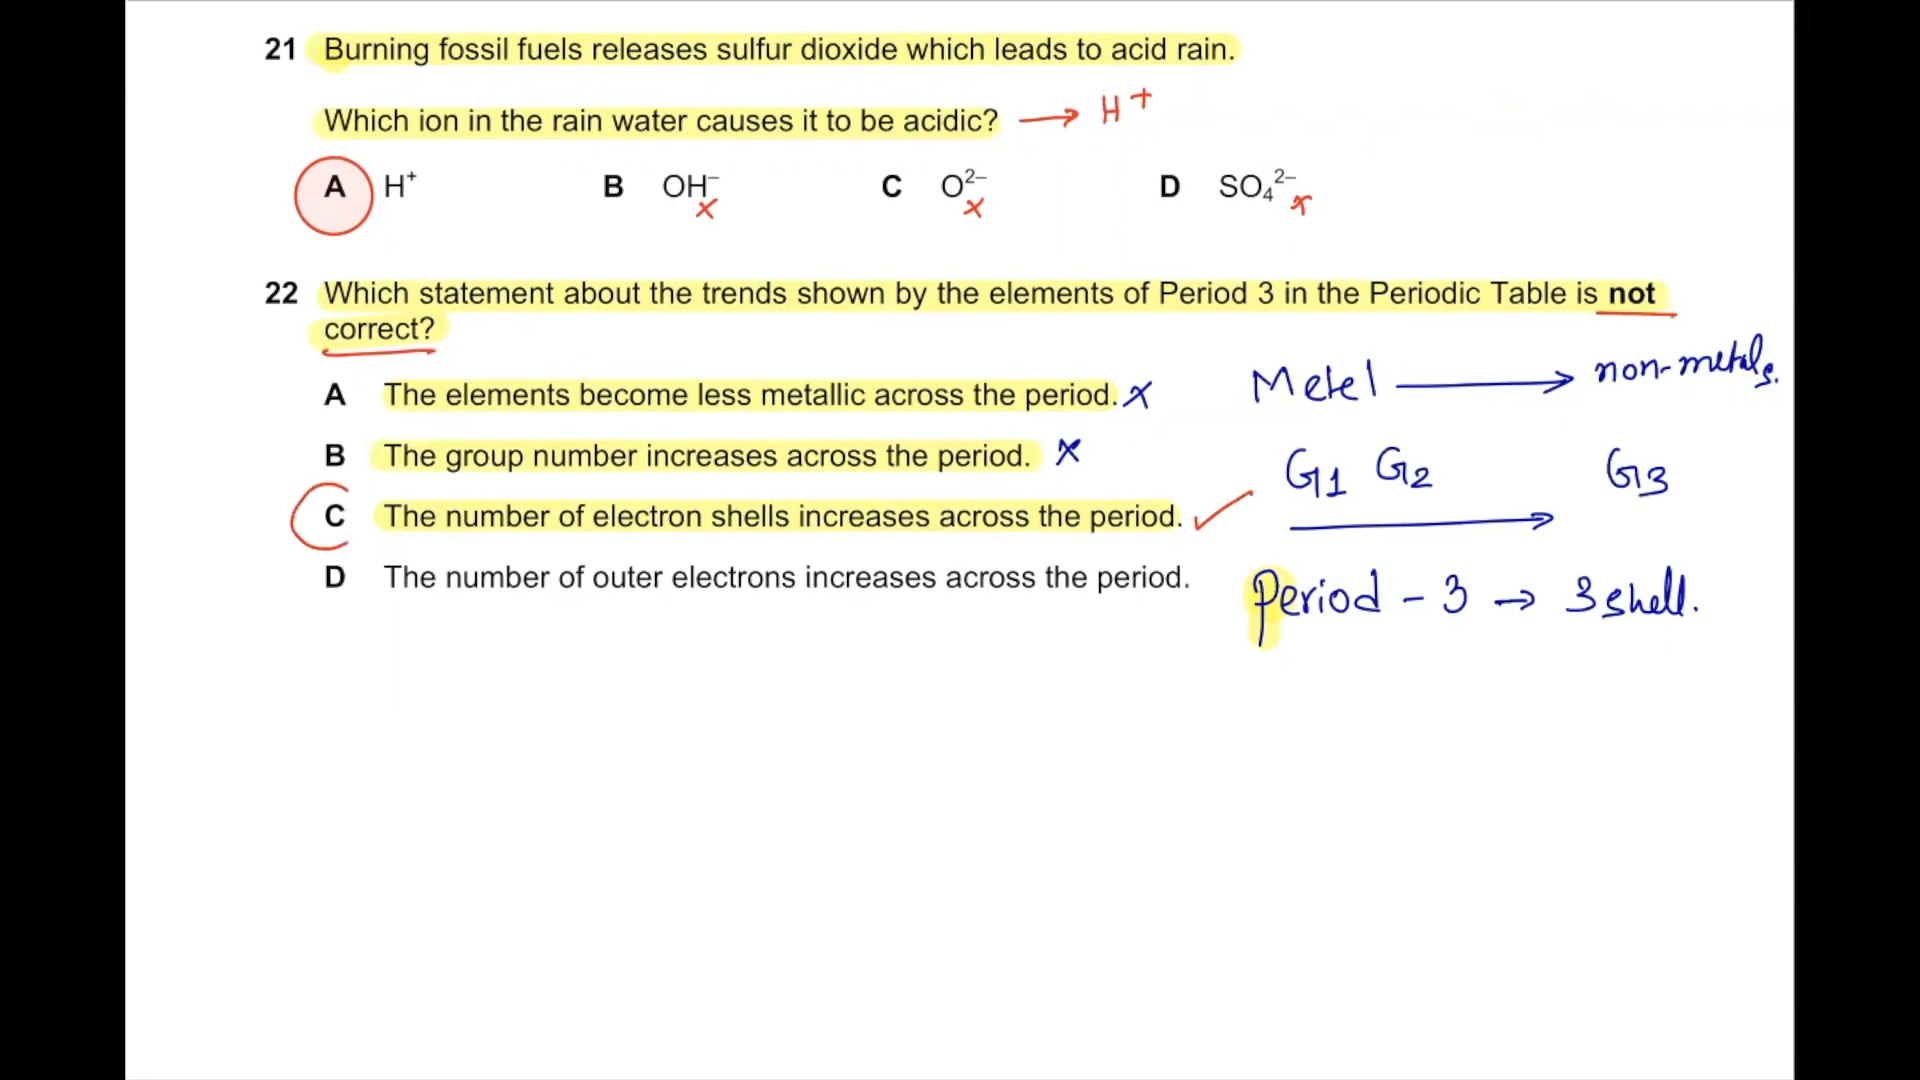 21 Burning fossil fuels releases sulfur dioxide which leads to acid rain.
Which ion in the rain water causes it to be acidic? → H+
A H⁺ B OH⁻ x C O²⁻ x D SO₄²⁻ x
22 Which statement about the trends shown by the elements of Period 3 in the Periodic Table is not
correct?
A The elements become less metallic across the period. x Metel → non-metals.
B The group number increases across the period. x G1 G2 G3
C The number of electron shells increases across the period. ✓ →
D The number of outer electrons increases across the period. Period - 3 → 3 shell.